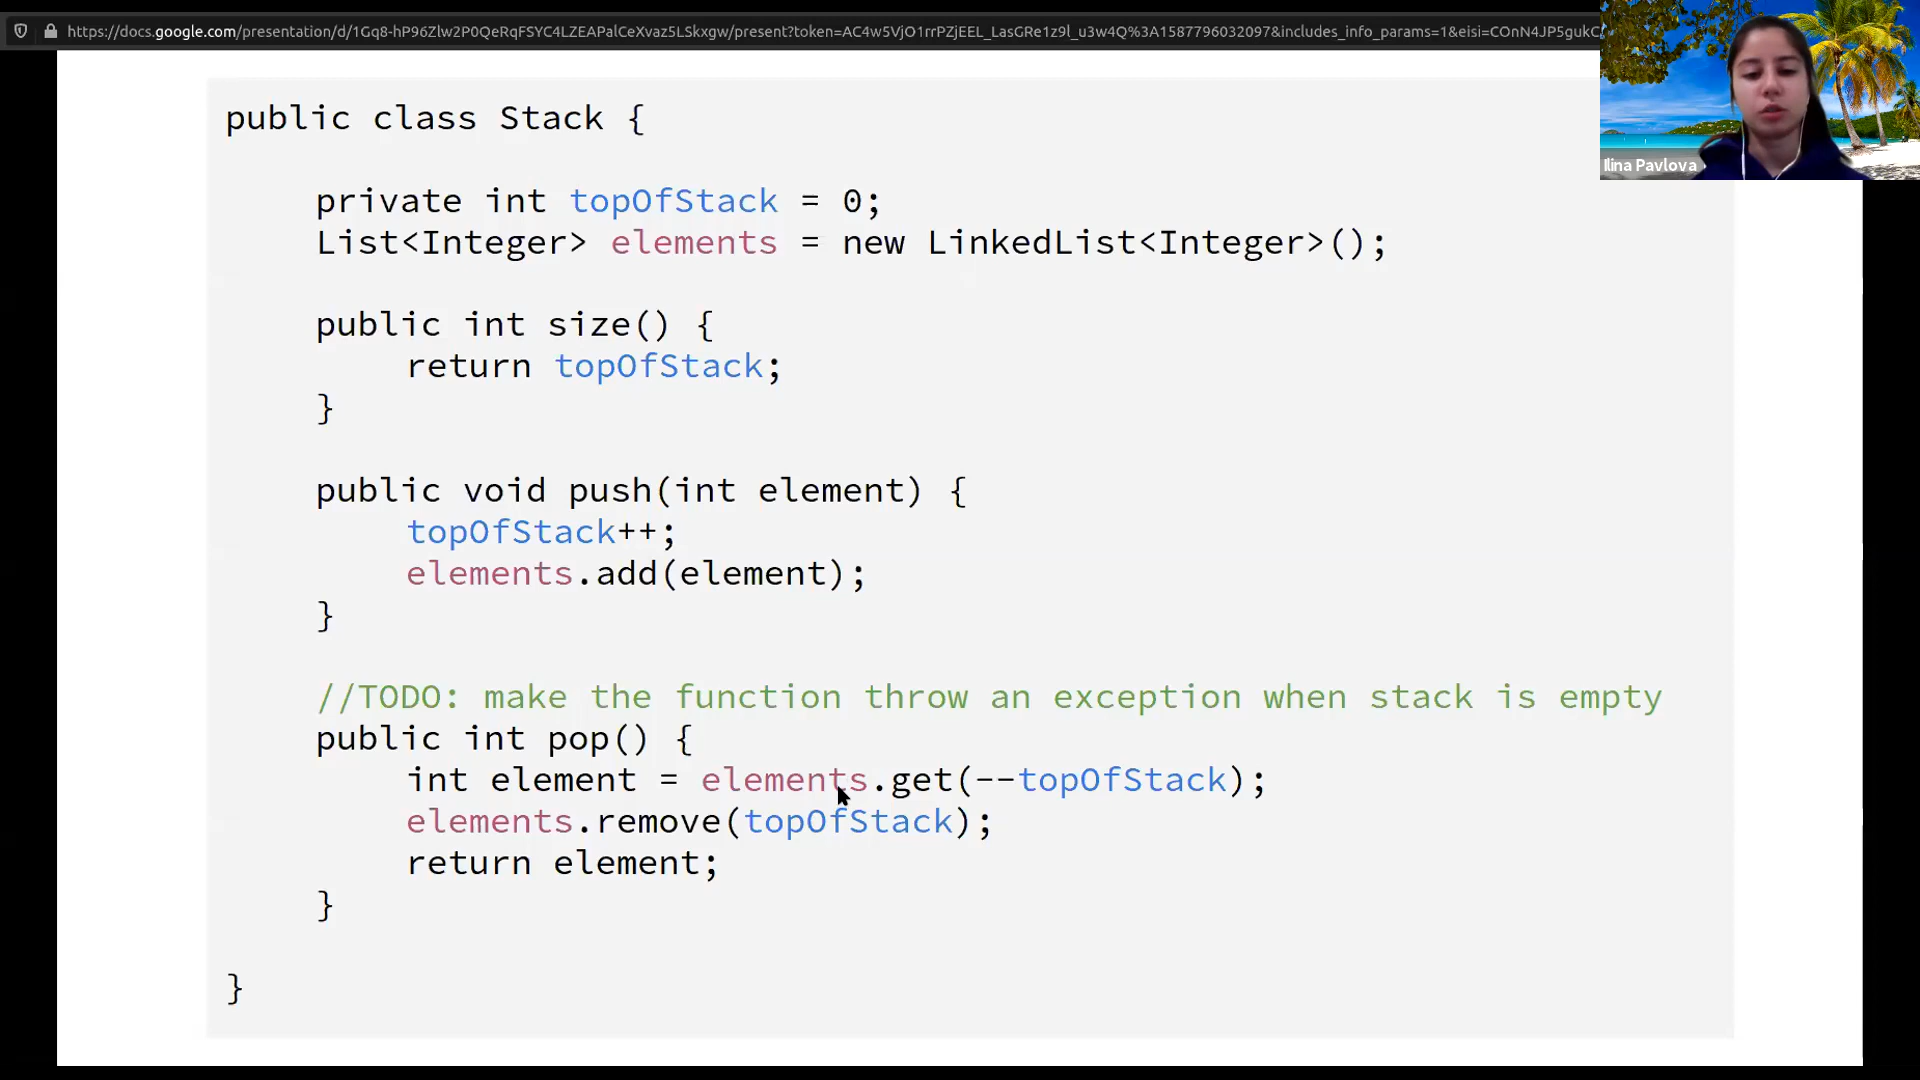 https://docs.google.com/presentation/d/1Gq8-hP96Zlw2P0QeRqFSYC4LZEAPalCeXvaz5LSkxgw/present?token=AC4w5VjO1rrPZjEEL_LasGRe1z9l_u3w4Q%3A1587796032097&includes_info_params=1&eisi=COnN4JP5gukC
Ilina Pavlova
public class Stack {
private int topOfStack = 0;
List<Integer> elements = new LinkedList<Integer>();
public int size() {
return topOfStack;
}
public void push(int element) {
topOfStack++;
elements.add(element);
}
//TODO: make the function throw an exception when stack is empty
public int pop() {
int element = elements.get(--topOfStack);
elements.remove(topOfStack);
return element;
}
}